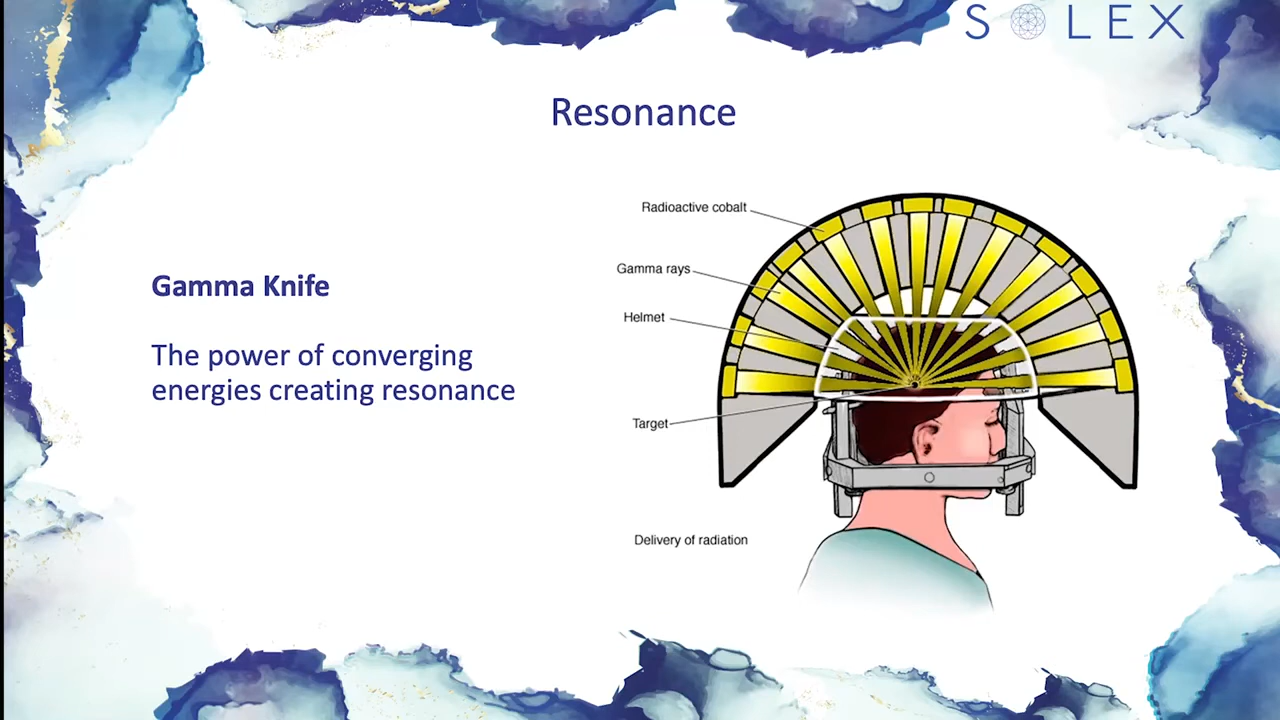 SOLEX
Resonance
Gamma Knife
The power of converging
energies creating resonance
Radioactive cobalt
Gamma rays
Helmet
Target
Delivery of radiation